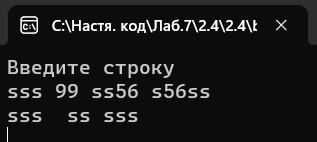 C:\Настя. код\Лаб.7\2.4\2.4\b
Введите строку
sss 99 ss56 s56ss
sss  ss sss